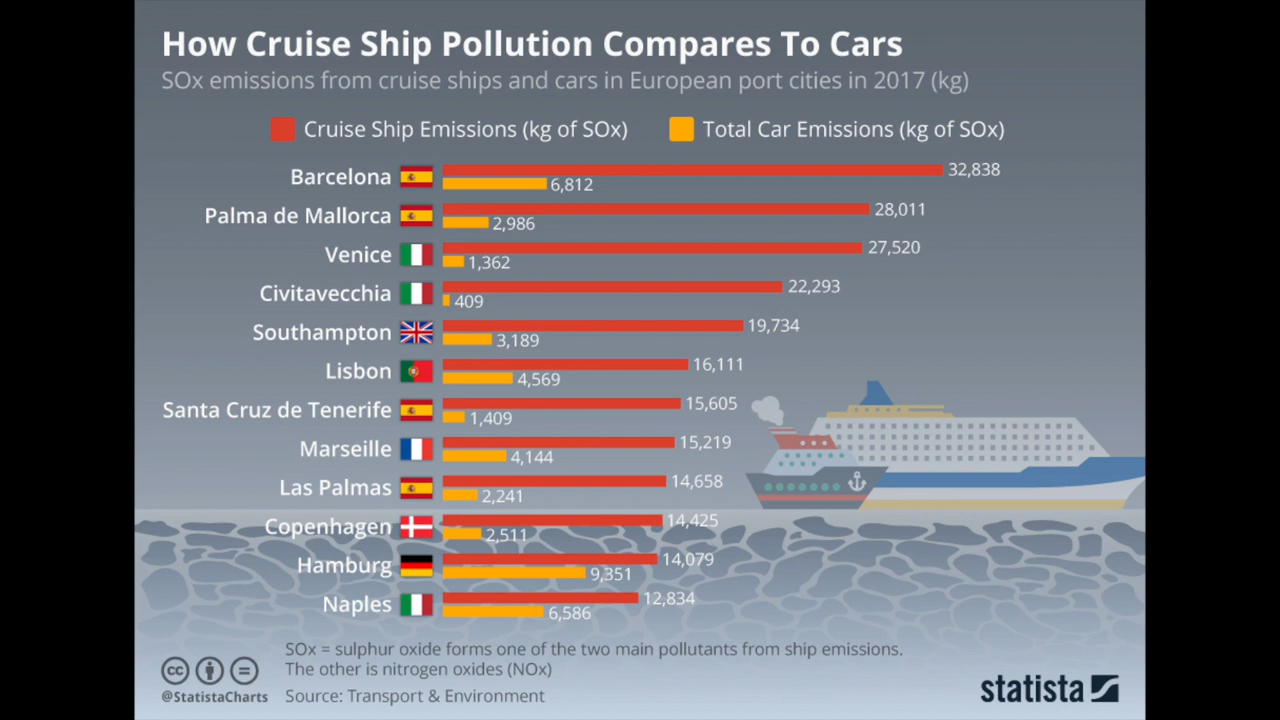 How Cruise Ship Pollution Compares To Cars
SOx emissions from cruise ships and cars in European port cities in 2017 (kg)
Cruise Ship Emissions (kg of SOx) Total Car Emissions (kg of SOx)
Barcelona 32,838
6,812
Palma de Mallorca 28,011
2,986
Venice 27,520
1,362
Civitavecchia 22,293
409
Southampton 19,734
3,189
Lisbon 16,111
4,569
Santa Cruz de Tenerife 15,605
1,409
Marseille 15,219
4,144
Las Palmas 14,658
2,241
Copenhagen 14,425
2,511
Hamburg 14,079
9,351
Naples 12,834
6,586
SOx = sulphur oxide forms one of the two main pollutants from ship emissions.
The other is nitrogen oxides (NOx)
cc
@StatistaCharts Source: Transport & Environment
statista